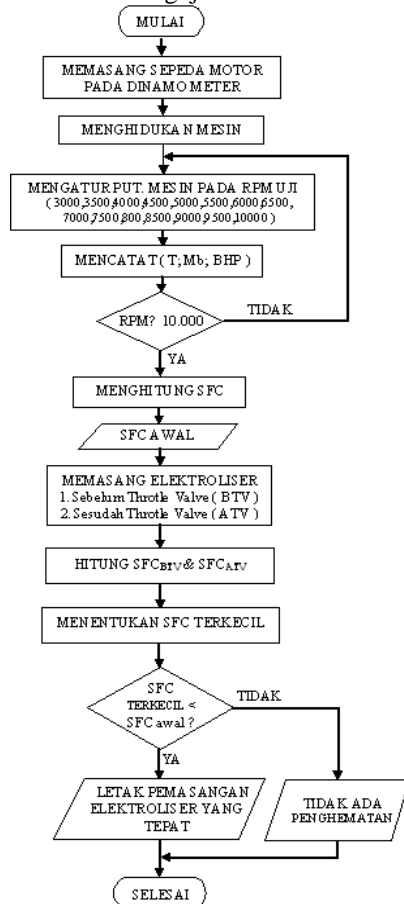 MULAI
MEMASANG SEPEDA MOTOR
PADA DINAMO METER
MENGHIDUKAN MESIN
MENGATUR PUT. MESIN PADA RPM UJI
( 3000,3500,4000,4500,5000,5500,6000,6500,
7000,7500,800,8500,9000,9500,10000 )
MENCATAT ( T; Mb; BHP )
RPM? 10.000
TIDAK
YA
MENGHITUNG SFC
SFC AWAL
MEMASANG ELEKTROLISER
1. Sebelum Throtle Valve ( BTV )
2. Sesudah Throtle Valve ( ATV )
HITUNG SFCBTV & SFCATV
MENENTUKAN SFC TERKECIL
SFC
TERKECIL <
SFC awal ?
TIDAK
YA
LETAK PEMASANGAN
ELEKTROLISER YANG
TEPAT
TIDAK ADA
PENGHEMATAN
SELESAI